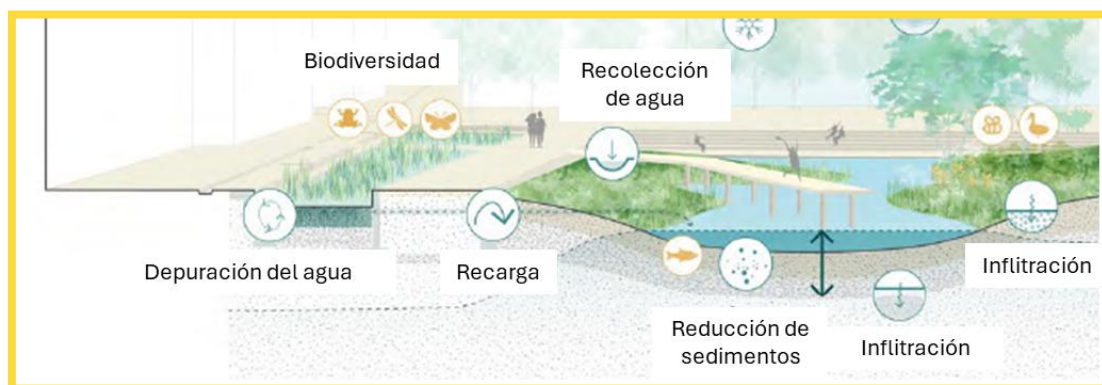 Biodiversidad
Recolección
de agua
Depuración del agua
Recarga
Inflitración
Reducción de
sedimentos
Inflitración